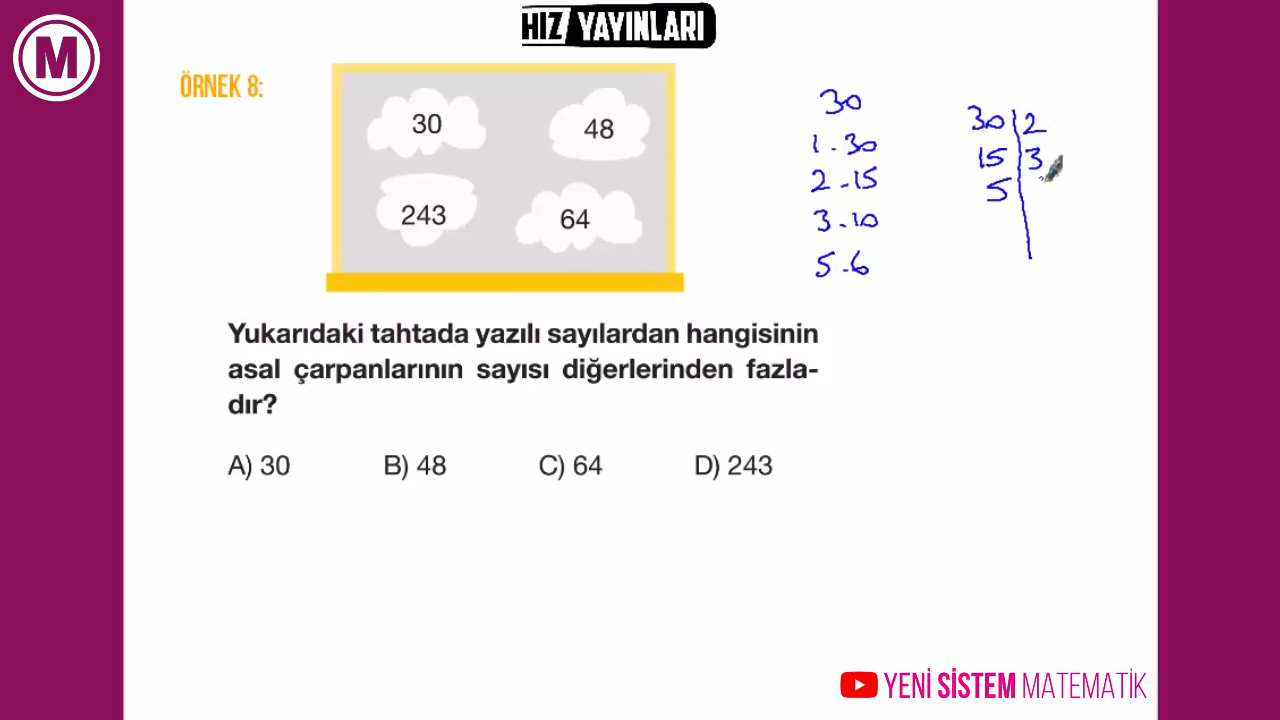 M
HIZ YAYINLARI
ÖRNEK 8:
30
48
243
64
30
1 . 30
2 . 15
3 . 10
5 . 6
30 | 2
15 | 3
5
Yukarıdaki tahtada yazılı sayılardan hangisinin
asal çarpanlarının sayısı diğerlerinden fazla-
dır?
A) 30 B) 48 C) 64 D) 243
YENİ SİSTEM MATEMATİK